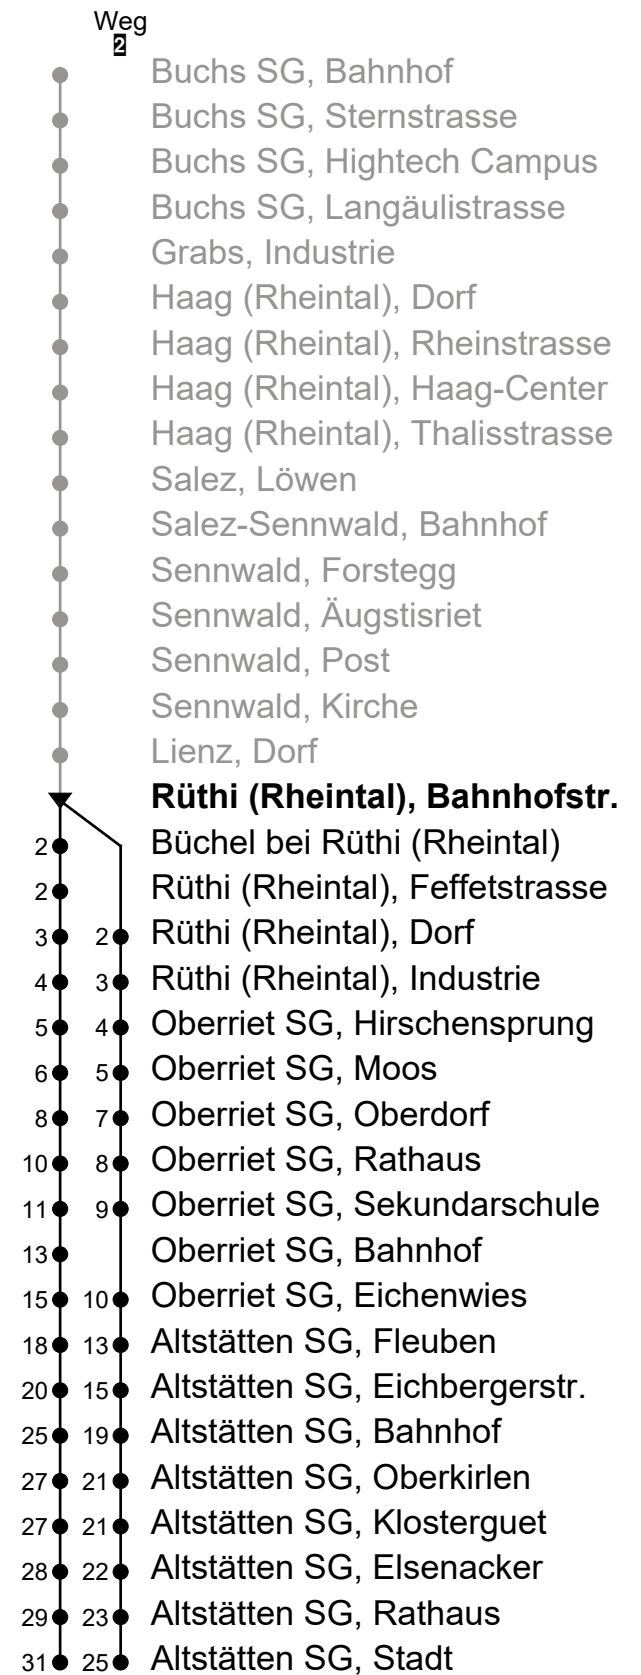 Weg
2
Buchs SG, Bahnhof
Buchs SG, Sternstrasse
Buchs SG, Hightech Campus
Buchs SG, Langäulistrasse
Grabs, Industrie
Haag (Rheintal), Dorf
Haag (Rheintal), Rheinstrasse
Haag (Rheintal), Haag-Center
Haag (Rheintal), Thalisstrasse
Salez, Löwen
Salez-Sennwald, Bahnhof
Sennwald, Forstegg
Sennwald, Äugstisriet
Sennwald, Post
Sennwald, Kirche
Lienz, Dorf
Rüthi (Rheintal), Bahnhofstr.
2 Büchel bei Rüthi (Rheintal)
2 Rüthi (Rheintal), Feffetstrasse
3 2 Rüthi (Rheintal), Dorf
4 3 Rüthi (Rheintal), Industrie
5 4 Oberriet SG, Hirschensprung
6 5 Oberriet SG, Moos
8 7 Oberriet SG, Oberdorf
10 8 Oberriet SG, Rathaus
11 9 Oberriet SG, Sekundarschule
13 Oberriet SG, Bahnhof
15 10 Oberriet SG, Eichenwies
18 13 Altstätten SG, Fleuben
20 15 Altstätten SG, Eichbergerstr.
25 19 Altstätten SG, Bahnhof
27 21 Altstätten SG, Oberkirlen
27 21 Altstätten SG, Klosterguet
28 22 Altstätten SG, Elsenacker
29 23 Altstätten SG, Rathaus
31 25 Altstätten SG, Stadt